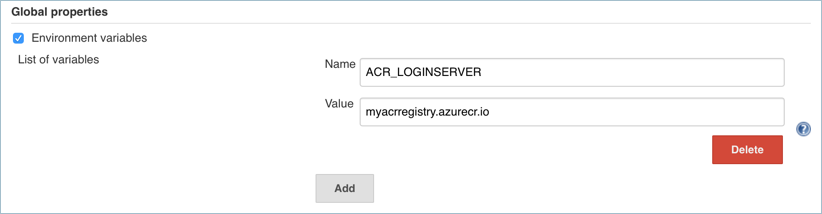 Global properties
Environment variables
List of variables
Name
ACR_LOGINSERVER
Value
myacrregistry.azurecr.io
?
Delete
Add